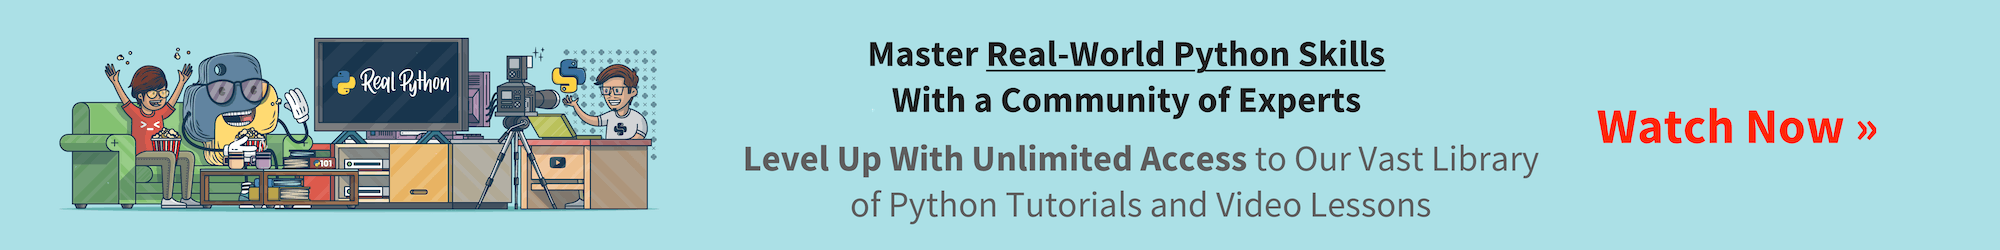 Real Python
>_<
101
Master Real-World Python Skills
With a Community of Experts
Level Up With Unlimited Access to Our Vast Library
of Python Tutorials and Video Lessons
Watch Now »